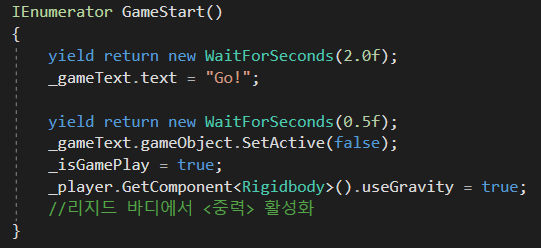 IEnumerator GameStart()
{
yield return new WaitForSeconds(2.0f);
_gameText.text = "Go!";
yield return new WaitForSeconds(0.5f);
_gameText.gameObject.SetActive(false);
_isGamePlay = true;
_player.GetComponent<Rigidbody>().useGravity = true;
//리지드 바디에서 <중력> 활성화
}